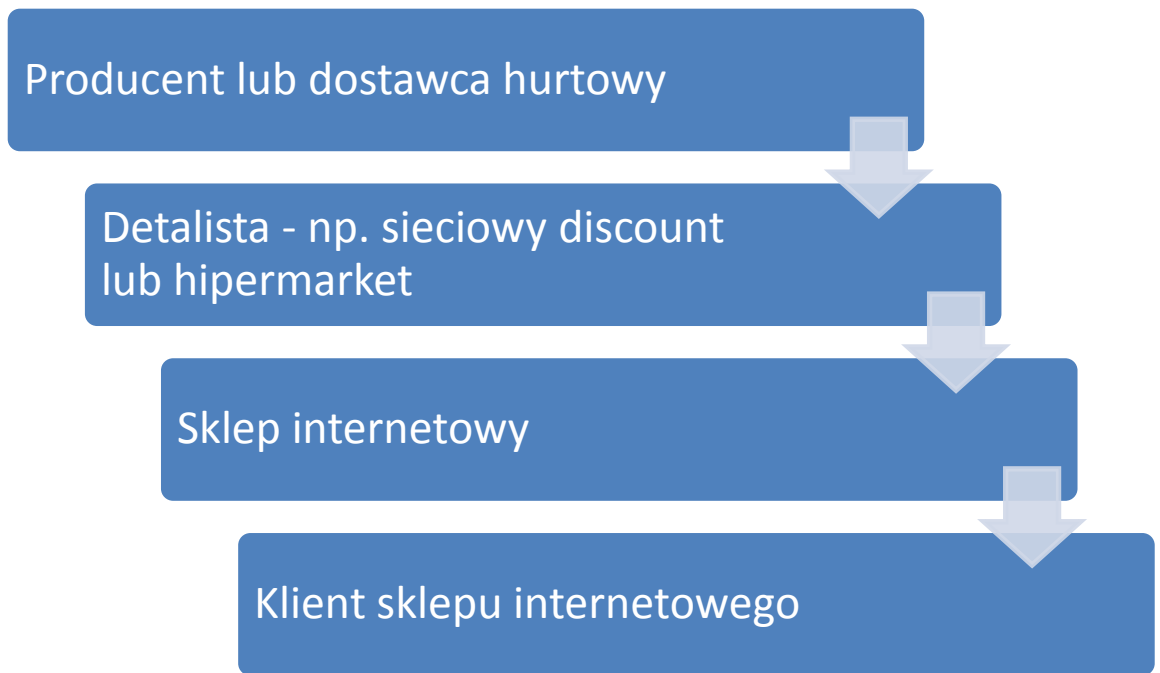 Producent lub dostawca hurtowy
Detalista - np. sieciowy discount
lub hipermarket
Sklep internetowy
Klient sklepu internetowego